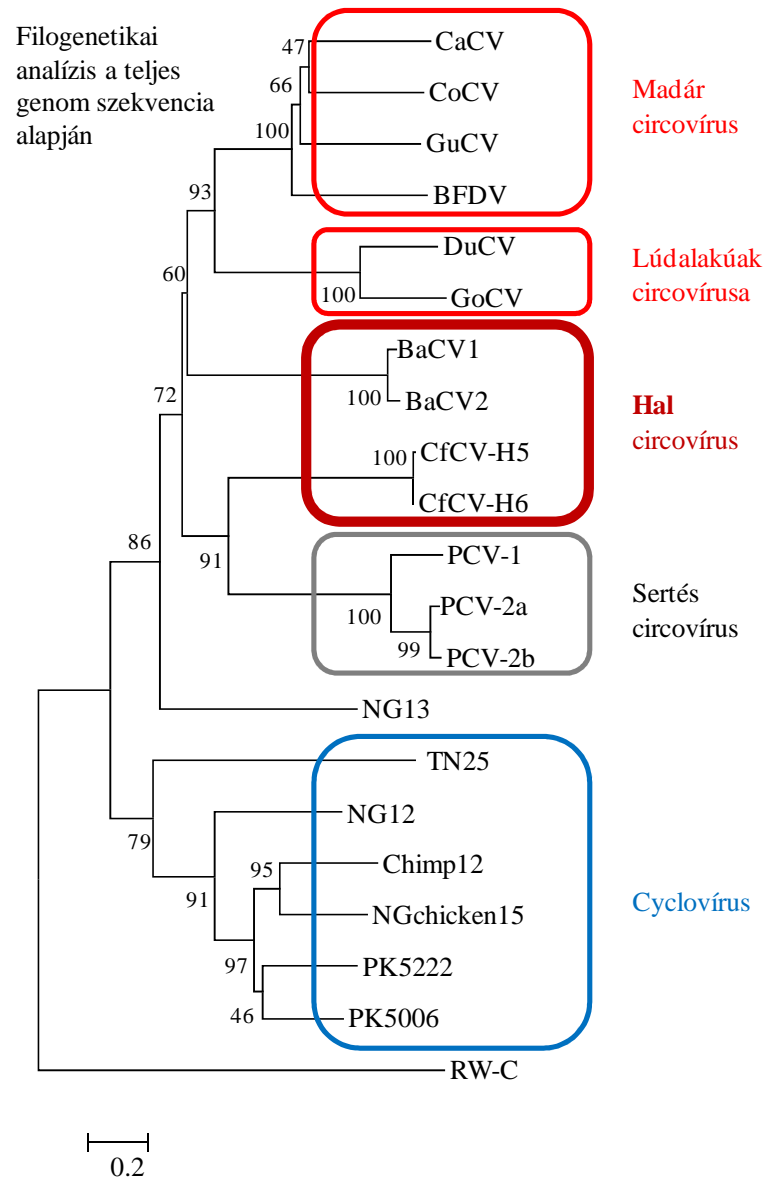 Filogenetikai
analízis a teljes
genom szekvencia
alapján
47
CaCV
66
CoCV
100
GuCV
BFDV
Madár
circovírus
93
DuCV
100
GoCV
Lúdalakúak
circovírusa
60
BaCV1
100
BaCV2
72
100
CfCV-H5
CfCV-H6
Hal
circovírus
86
91
PCV-1
100
PCV-2a
99
PCV-2b
Sertés
circovírus
NG13
TN25
79
NG12
91
95
Chimp12
NGchicken15
97
PK5222
46
PK5006
Cyclovírus
RW-C
0.2